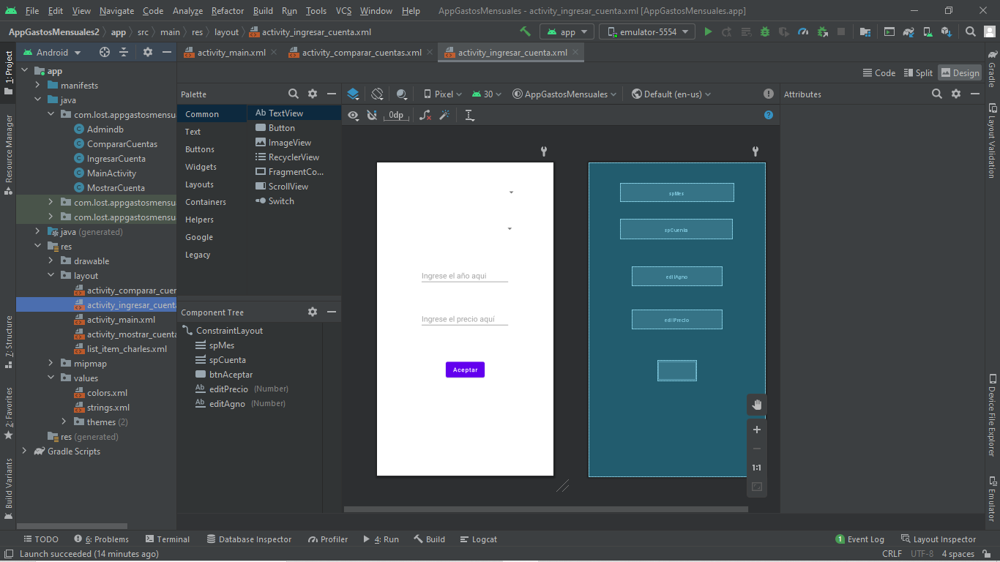 File Edit View Navigate Code Analyze Refactor Build Run Tools VCS Window Help AppGastosMensuales - activity_ingresar_cuenta.xml [AppGastosMensuales.app]
AppGastosMensuales2 app src main res layout activity_ingresar_cuenta.xml app emulator-5554
Android activity_main.xml activity_comparar_cuentas.xml activity_ingresar_cuenta.xml
Code Split Design
1: Project
Resource Manager
7: Structure
2: Favorites
Build Variants
app
manifests
java
com.lost.appgastosmensua
Admindb
CompararCuentas
IngresarCuenta
MainActivity
MostrarCuenta
com.lost.appgastosmensua
com.lost.appgastosmensua
java (generated)
res
drawable
layout
activity_comparar_cuen
activity_ingresar_cuenta
activity_main.xml
activity_mostrar_cuenta
list_item_charles.xml
mipmap
values
colors.xml
strings.xml
themes (2)
res (generated)
Gradle Scripts
Palette
Common
Text
Buttons
Widgets
Layouts
Containers
Helpers
Google
Legacy
Ab TextView
Button
ImageView
RecyclerView
FragmentCo...
ScrollView
Switch
Component Tree
ConstraintLayout
spMes
spCuenta
btnAceptar
Ab editPrecio (Number)
Ab editAgno (Number)
Pixel 30 AppGastosMensuales Default (en-us)
0dp
Ingrese el año aqui
Ingrese el precio aquí
Aceptar
spMes
spCuenta
editAgno
editPrecio
1:1
Attributes
Gradle
Layout Validation
Device File Explorer
Emulator
TODO 6: Problems Terminal Database Inspector Profiler 4: Run Build Logcat 1 Event Log Layout Inspector
Launch succeeded (14 minutes ago) CRLF UTF-8 4 spaces